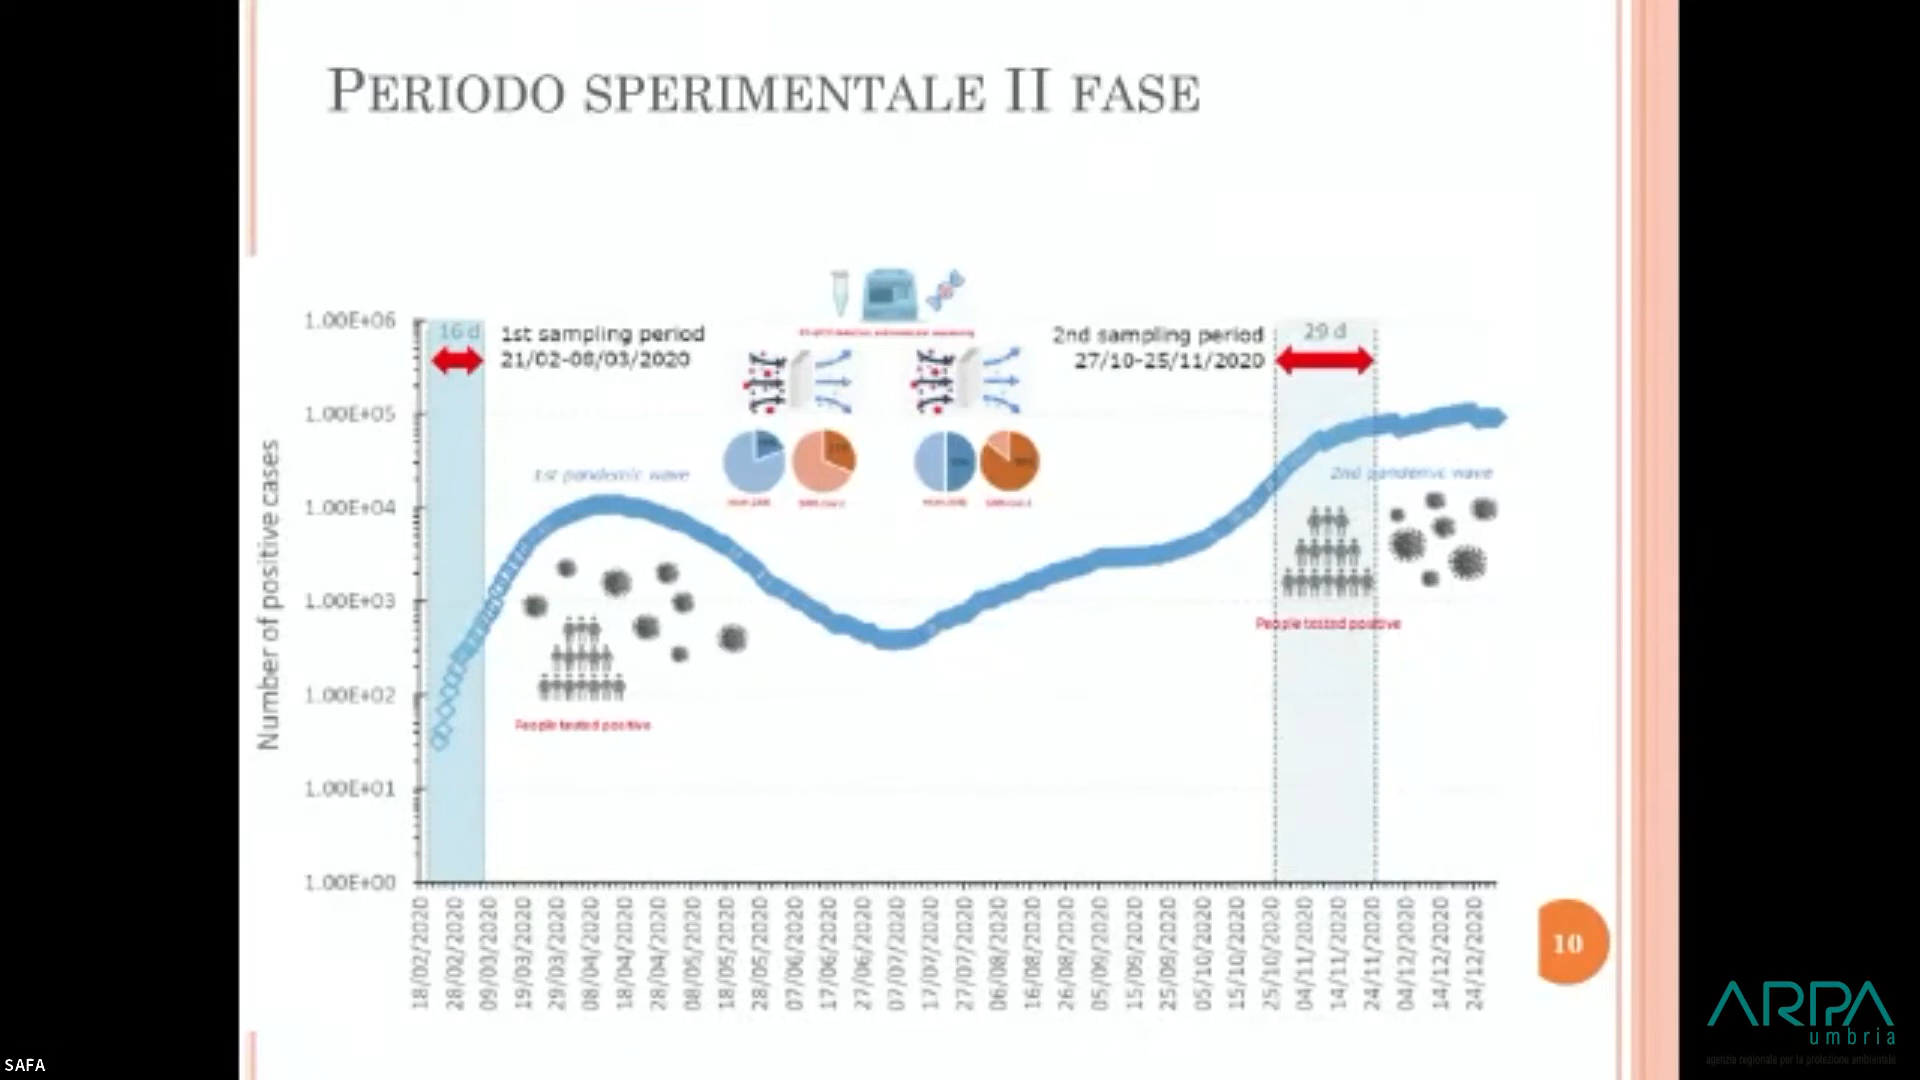 PERIODO SPERIMENTALE II FASE
1.00E+06
1.00E+05
1.00E+04
1.00E+03
1.00E+02
1.00E+01
1.00E+00
Number of positive cases
16 d
1st sampling period
21/02-08/03/2020
2nd sampling period
27/10-25/11/2020
29 d
1st pandemic wave
2nd pandemic wave
People tested positive
People tested positive
18/02/2020
28/02/2020
09/03/2020
19/03/2020
29/03/2020
08/04/2020
18/04/2020
28/04/2020
08/05/2020
18/05/2020
28/05/2020
07/06/2020
17/06/2020
27/06/2020
07/07/2020
17/07/2020
27/07/2020
06/08/2020
16/08/2020
26/08/2020
05/09/2020
15/09/2020
25/09/2020
05/10/2020
15/10/2020
25/10/2020
04/11/2020
14/11/2020
24/11/2020
04/12/2020
14/12/2020
24/12/2020
10
ARPA
umbria
agenzia regionale per la protezione ambientale
SAFA